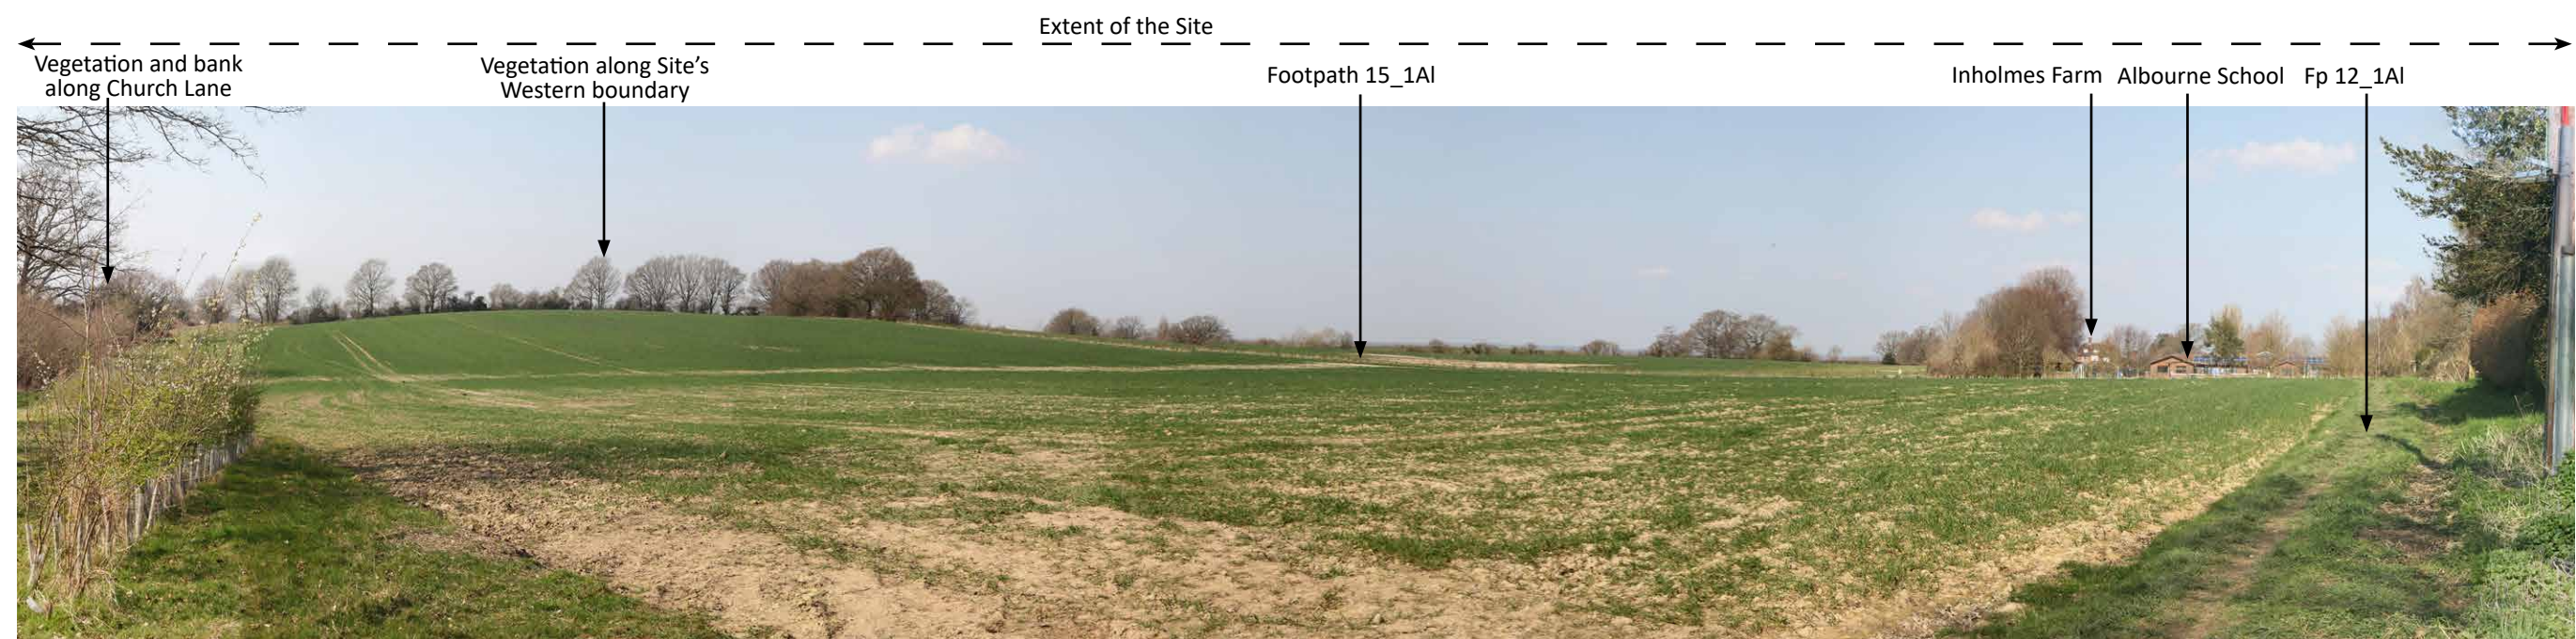 Extent of the Site
Vegetation and bank
along Church Lane
Vegetation along Site's
Western boundary
Footpath 15_1Al
Inholmes Farm
Albourne School
Fp 12_1Al